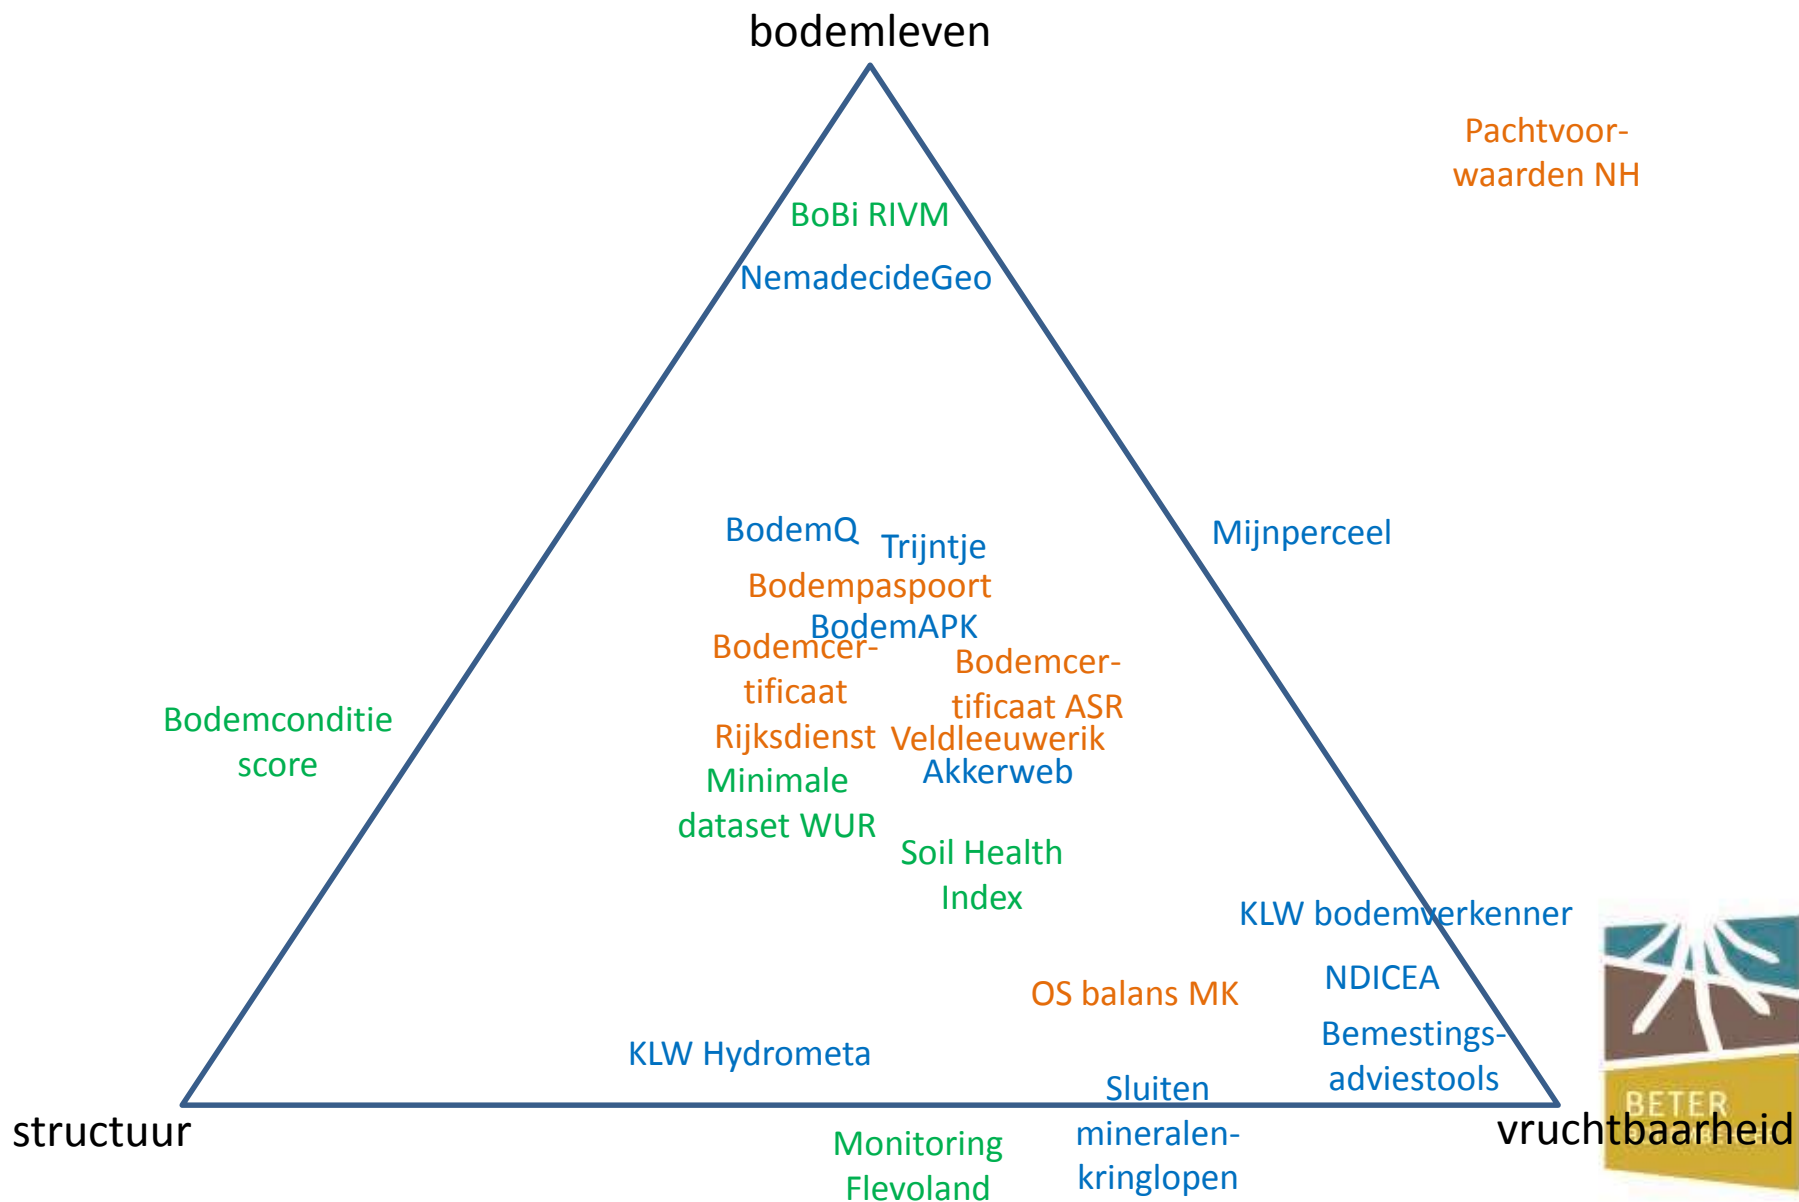 bodemleven
Pachtvoor-
waarden NH
BoBi RIVM
NemadecideGeo
BodemQ
Trijntje
Mijnperceel
Bodempaspoort
BodemAPK
Bodemcer-
tificaat
Rijksdienst
Bodemcer-
tificaat ASR
Veldleeuwerik
Akkerweb
Bodemconditie
score
Minimale
dataset WUR
Soil Health
Index
KLW bodemverkenner
NDICEA
OS balans MK
Bemestings-
adviestools
KLW Hydrometa
Sluiten
mineralen-
kringlopen
structuur
Monitoring
Flevoland
vruchtbaarheid
BETER